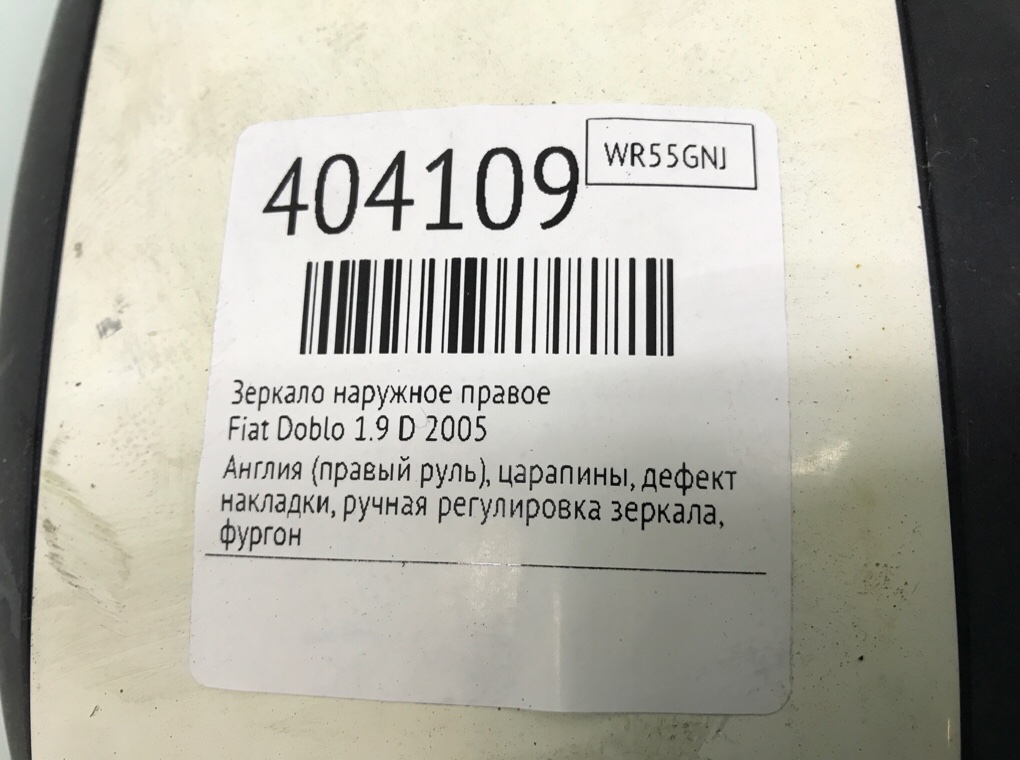 404109
WR55GNJ
Зеркало наружное правое
Fiat Doblo 1.9 D 2005
Англия (правый руль), царапины, дефект
накладки, ручная регулировка зеркала,
фургон